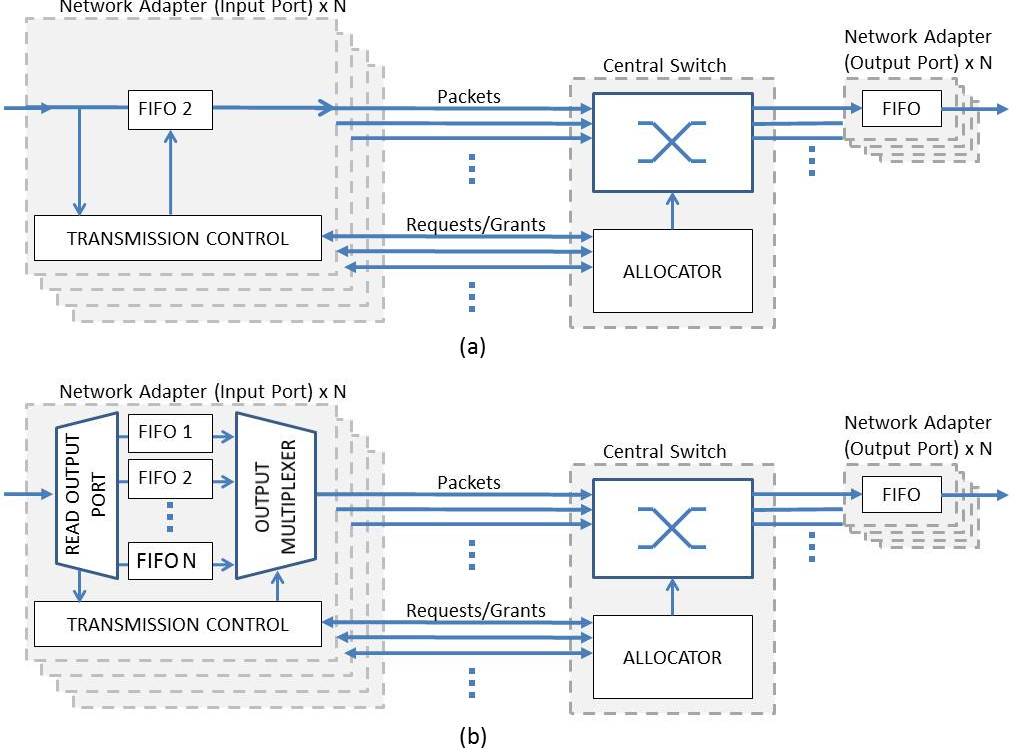 Network Adapter (Input Port) x N
Network Adapter
(Output Port) x N
Central Switch
FIFO 2
Packets
FIFO
TRANSMISSION CONTROL
Requests/Grants
ALLOCATOR
(a)
Network Adapter (Input Port) x N
Network Adapter
(Output Port) x N
Central Switch
READ OUTPUT
PORT
FIFO 1
FIFO 2
FIFO N
OUTPUT
MULTIPLEXER
Packets
FIFO
TRANSMISSION CONTROL
Requests/Grants
ALLOCATOR
(b)